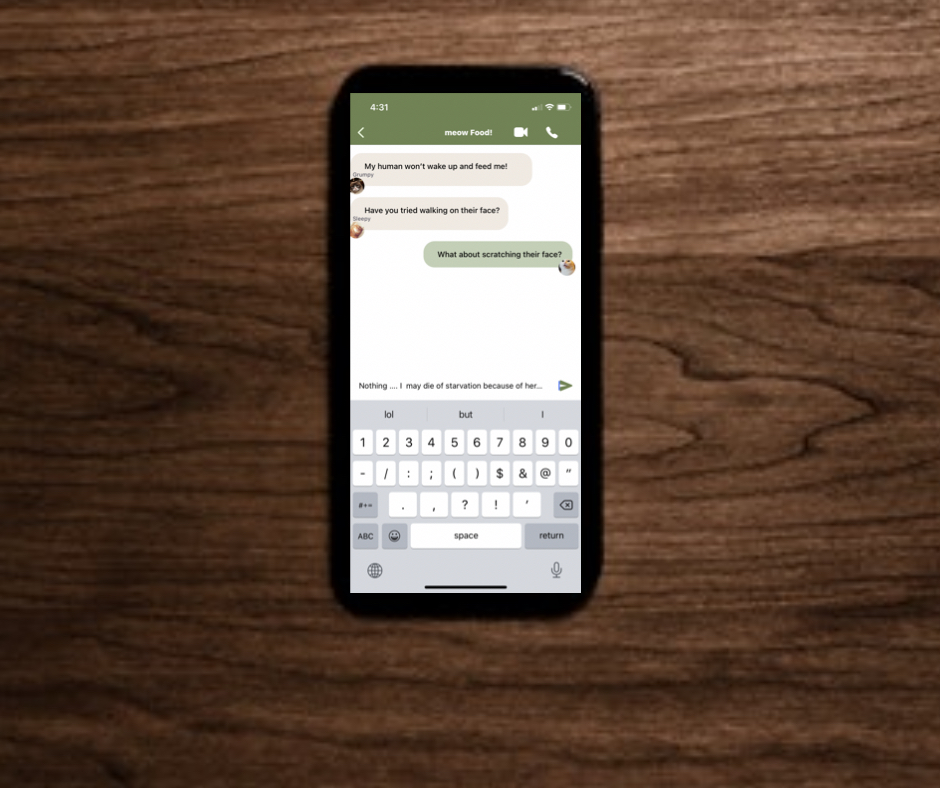 4:31
meow Food!
My human won't wake up and feed me!
Grumpy
Have you tried walking on their face?
Sleepy
What about scratching their face?
Nothing .... I may die of starvation because of her...
lol but I
1 2 3 4 5 6 7 8 9 0
- / : ; ( ) $ & @ "
#+= . , ? ! '
ABC space return